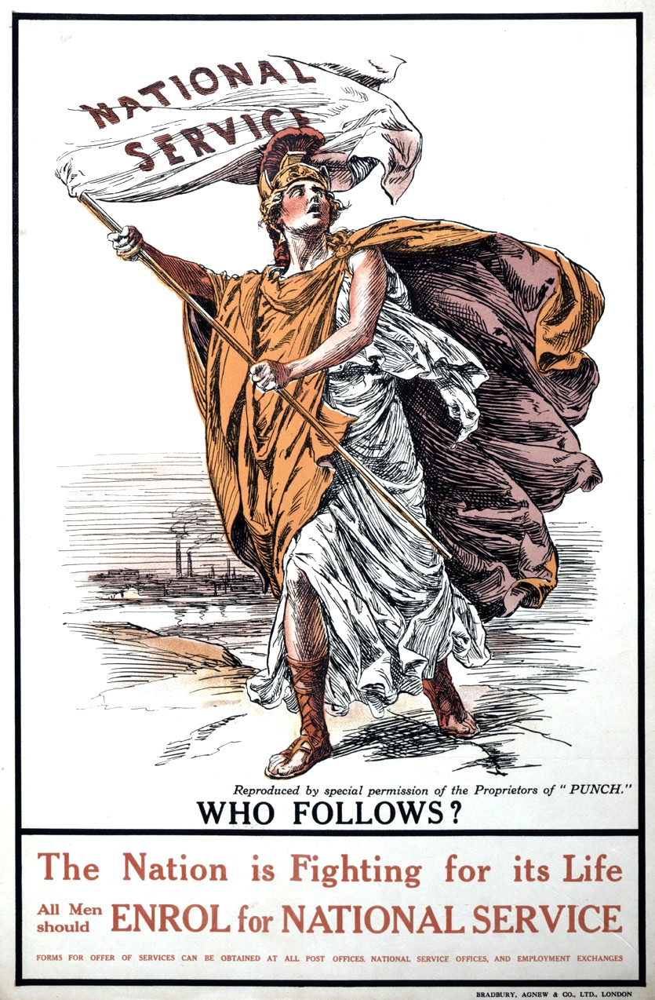 NATIONAL
SERVICE
Reproduced by special permission of the Proprietors of "PUNCH."
WHO FOLLOWS?
The Nation is Fighting for its Life
All Men should ENROL for NATIONAL SERVICE
FORMS FOR OFFER OF SERVICES CAN BE OBTAINED AT ALL POST OFFICES, NATIONAL SERVICE OFFICES, AND EMPLOYMENT EXCHANGES
BRADBURY, AGNEW & CO., LTD., LONDON